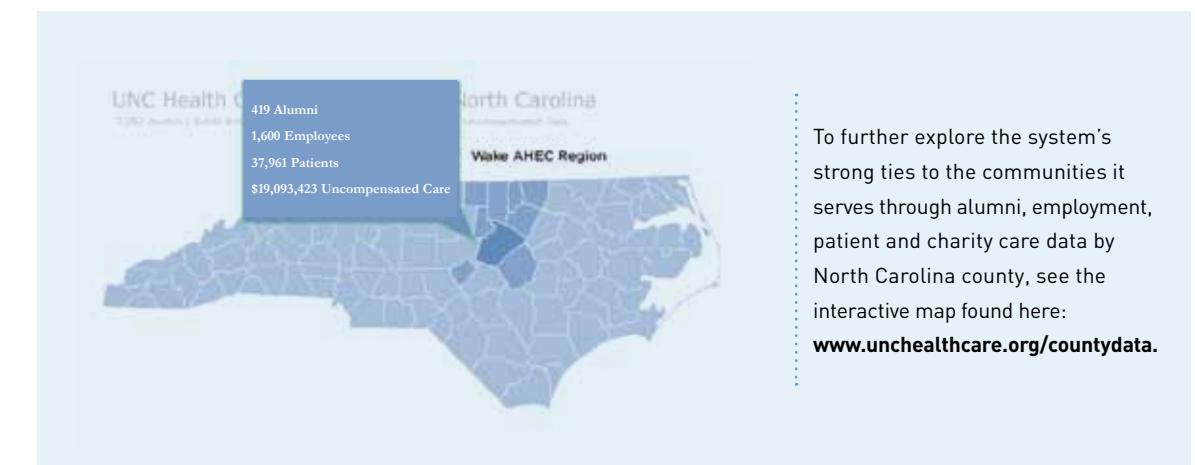 UNC Health
North Carolina
419 Alumni
1,600 Employees
37,961 Patients
$19,093,423 Uncompensated Care
Wake AHEC Region
To further explore the system’s
strong ties to the communities it
serves through alumni, employment,
patient and charity care data by
North Carolina county, see the
interactive map found here:
www.unchealthcare.org/countydata.